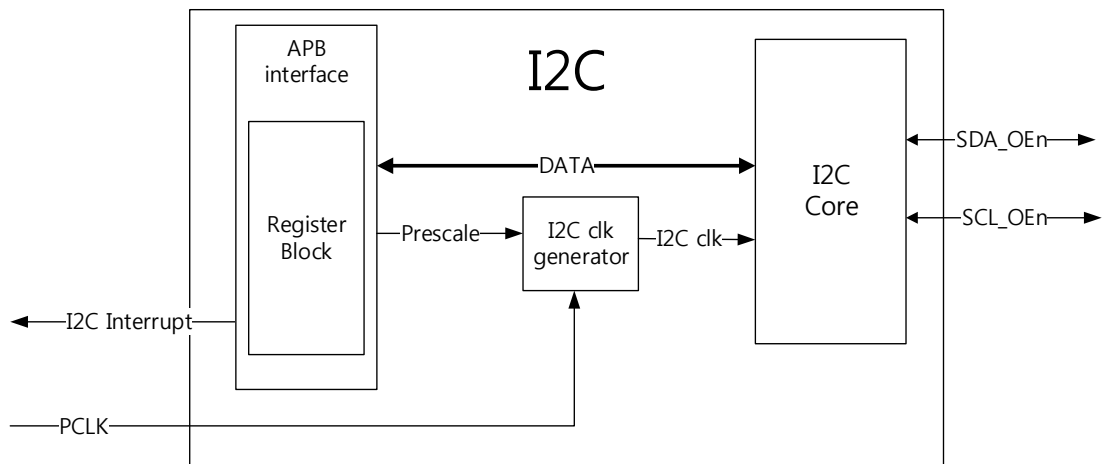 APB
interface
I2C
SDA_OEn
DATA
I2C
Core
Register
Block
Prescale
I2C clk
generator
I2C clk
SCL_OEn
I2C Interrupt
PCLK